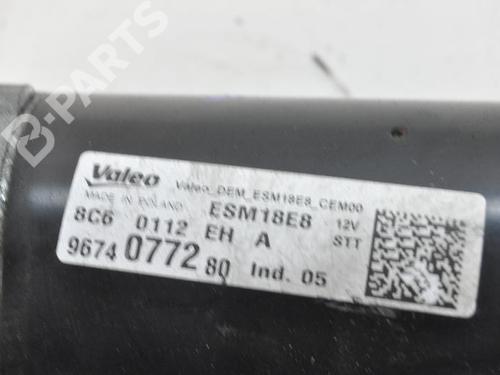 B-PARTS
Valeo Valeo_DEM_ESM18E8_CEM00
MADE IN POLAND ESM18E8 12V
8C6 0112 EH A STT
9674 0772 80 Ind. 05